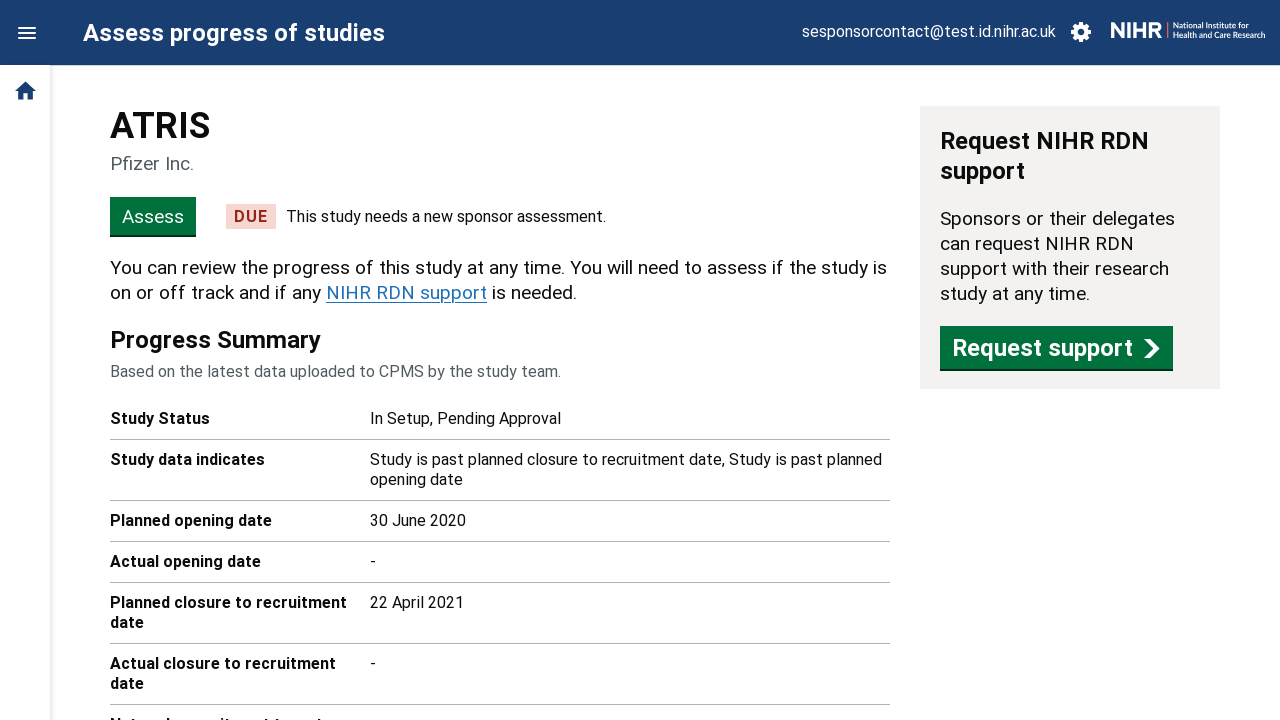 Assess progress of studies
sesponsorcontact@test.id.nihr.ac.uk
NIHR | National Institute for
Health and Care Research
ATRIS
Pfizer Inc.
Assess
DUE
This study needs a new sponsor assessment.
You can review the progress of this study at any time. You will need to assess if the study is
on or off track and if any NIHR RDN support is needed.
Progress Summary
Based on the latest data uploaded to CPMS by the study team.
Study Status In Setup, Pending Approval
Study data indicates Study is past planned closure to recruitment date, Study is past planned
opening date
Planned opening date 30 June 2020
Actual opening date -
Planned closure to recruitment 22 April 2021
date
Actual closure to recruitment -
date
Request NIHR RDN
support
Sponsors or their delegates
can request NIHR RDN
support with their research
study at any time.
Request support